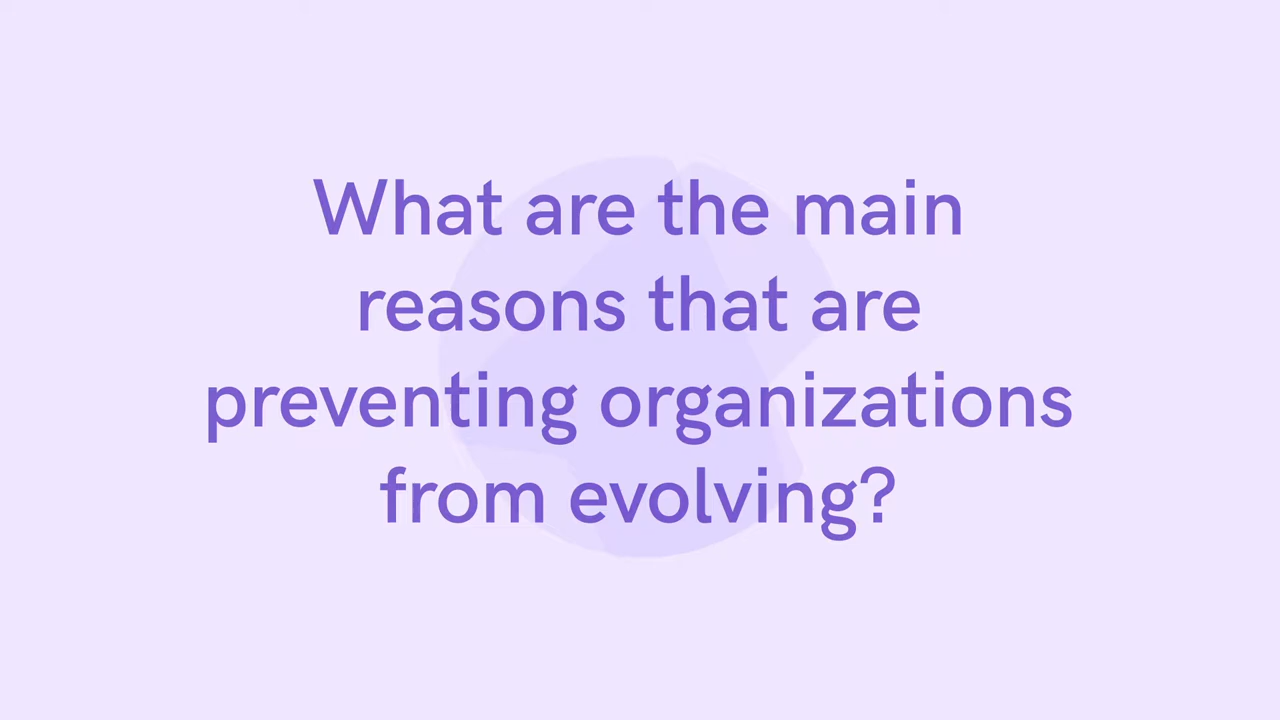 What are the main
reasons that are
preventing organizations
from evolving?